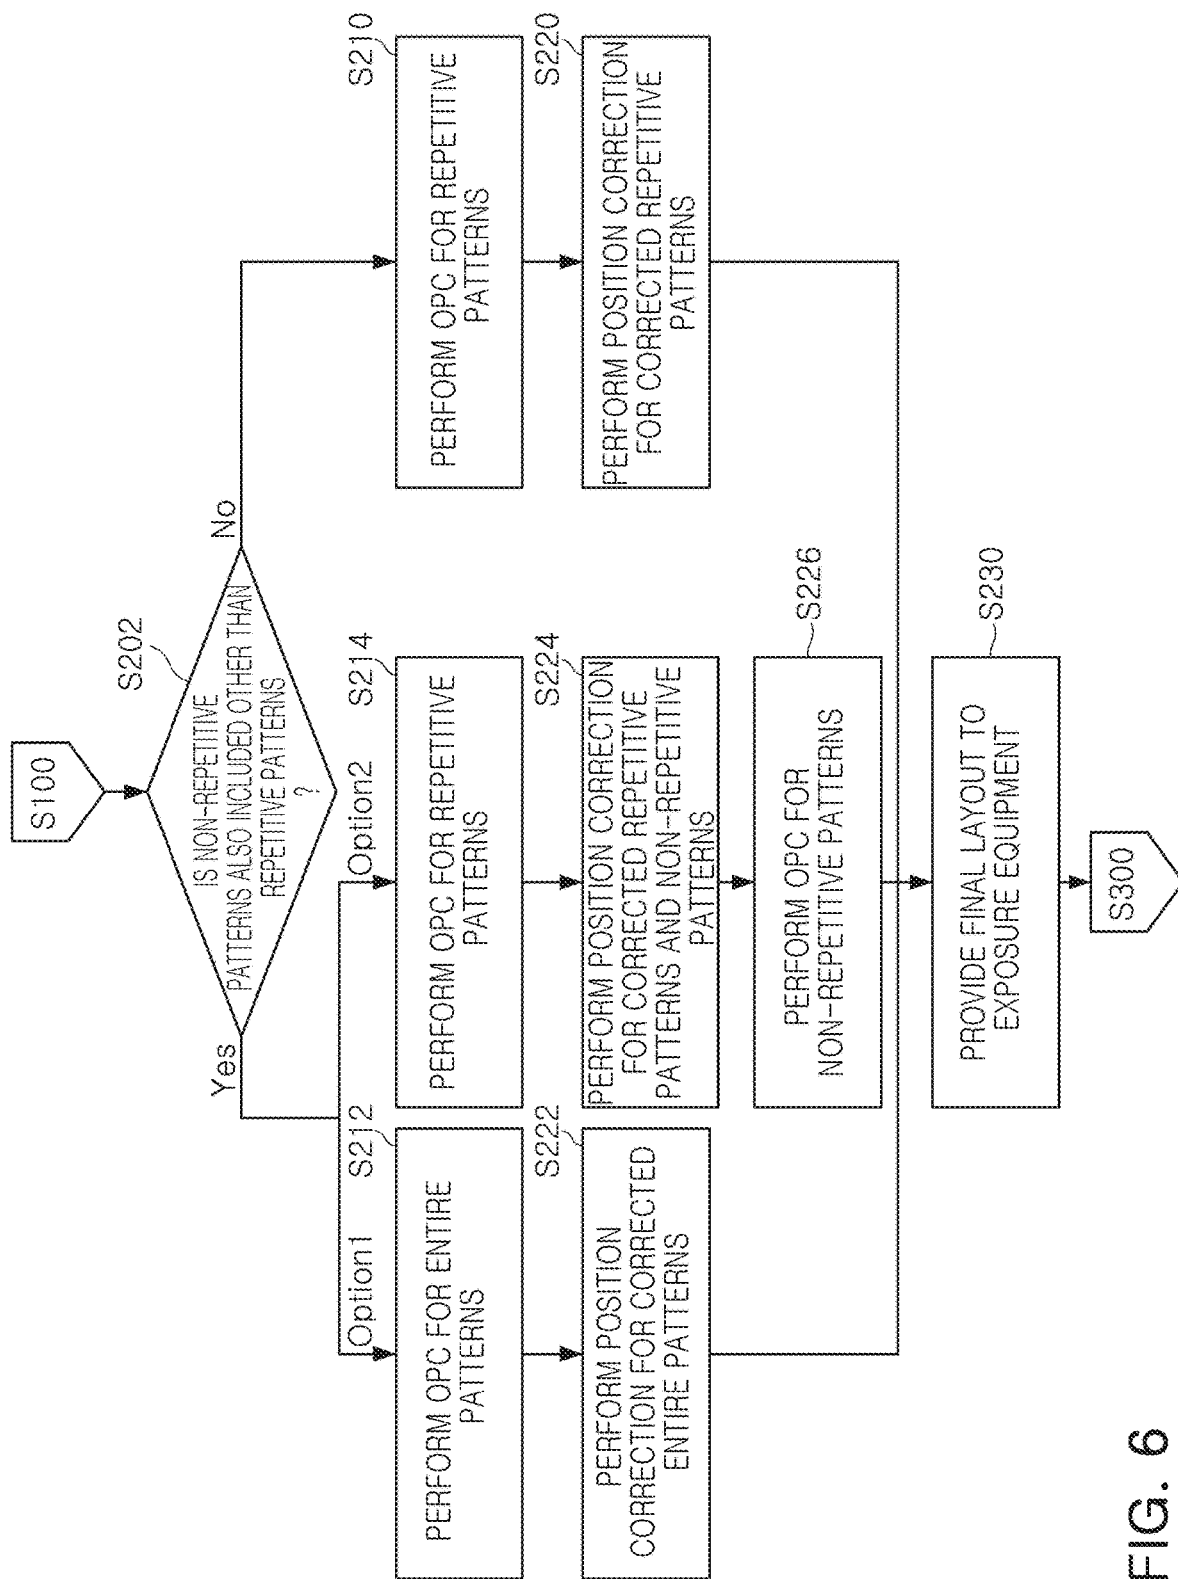 S100
S202
IS NON-REPETITIVE
PATTERNS ALSO INCLUDED OTHER THAN
REPETITIVE PATTERNS
?
Yes
No
Option1
Option2
S212
PERFORM OPC FOR ENTIRE
PATTERNS
S214
PERFORM OPC FOR REPETITIVE
PATTERNS
S210
PERFORM OPC FOR REPETITIVE
PATTERNS
S222
PERFORM POSITION
CORRECTION FOR CORRECTED
ENTIRE PATTERNS
S224
PERFORM POSITION CORRECTION
FOR CORRECTED REPETITIVE
PATTERNS AND NON-REPETITIVE
PATTERNS
S220
PERFORM POSITION CORRECTION
FOR CORRECTED REPETITIVE
PATTERNS
S226
PERFORM OPC FOR
NON-REPETITIVE PATTERNS
S230
PROVIDE FINAL LAYOUT TO
EXPOSURE EQUIPMENT
S300
FIG. 6